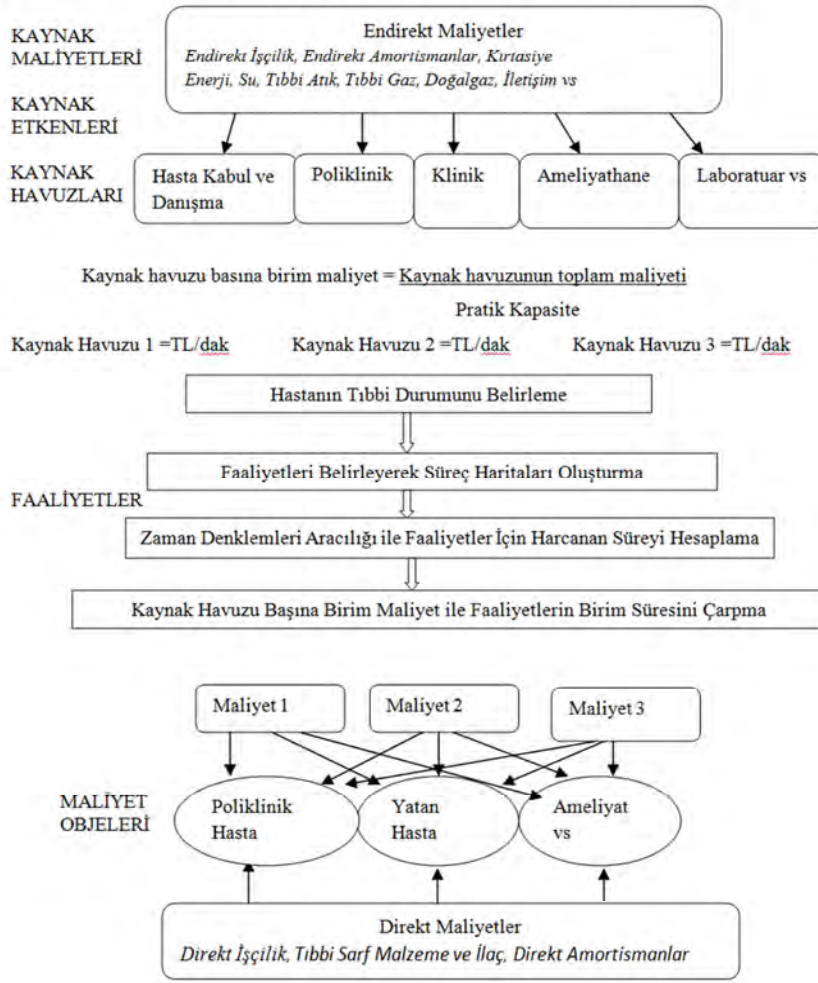 KAYNAK
MALİYETLERİ
Endirekt Maliyetler
Endirekt İşçilik, Endirekt Amortismanlar, Kırtasiye
Enerji, Su, Tıbbi Atık, Tıbbi Gaz, Doğalgaz, İletişim vs
KAYNAK
ETKENLERİ
KAYNAK
HAVUZLARI
Hasta Kabul ve
Danışma
Poliklinik
Klinik
Ameliyathane
Laboratuar vs
Kaynak havuzu basına birim maliyet = Kaynak havuzunun toplam maliyeti
Pratik Kapasite
Kaynak Havuzu 1 =TL/dak
Kaynak Havuzu 2 =TL/dak
Kaynak Havuzu 3 =TL/dak
Hastanın Tıbbi Durumunu Belirleme
Faaliyetleri Belirleyerek Süreç Haritaları Oluşturma
FAALİYETLER
Zaman Denklemleri Aracılığı ile Faaliyetler İçin Harcanan Süreyi Hesaplama
Kaynak Havuzu Başına Birim Maliyet ile Faaliyetlerin Birim Süresini Çarpma
Maliyet 1
Maliyet 2
Maliyet 3
MALİYET
OBJELERİ
Poliklinik
Hasta
Yatan
Hasta
Ameliyat
vs
Direkt Maliyetler
Direkt İşçilik, Tıbbi Sarf Malzeme ve İlaç, Direkt Amortismanlar